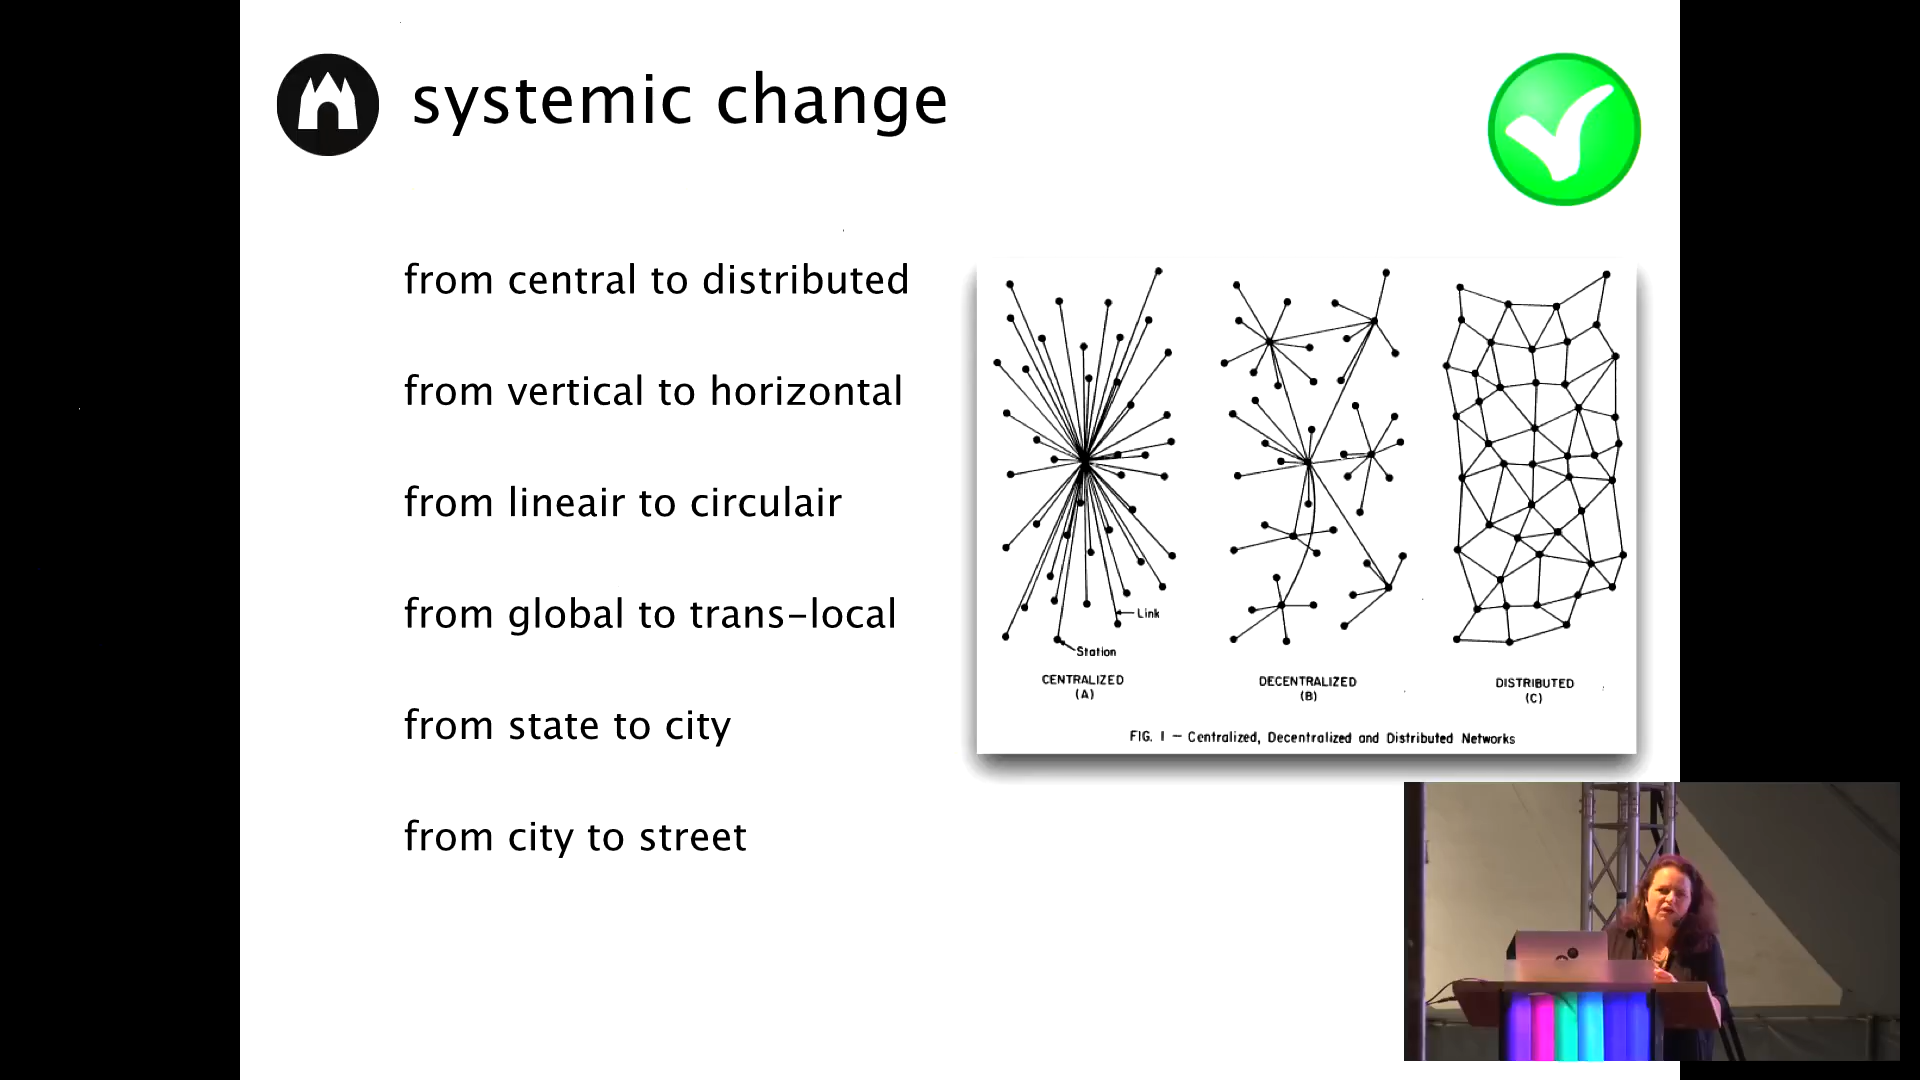 systemic change
from central to distributed
from vertical to horizontal
from lineair to circulair
from global to trans-local
from state to city
from city to street
Link
Station
CENTRALIZED
(A)
DECENTRALIZED
(B)
DISTRIBUTED
(C)
FIG. I — Centralized, Decentralized and Distributed Networks